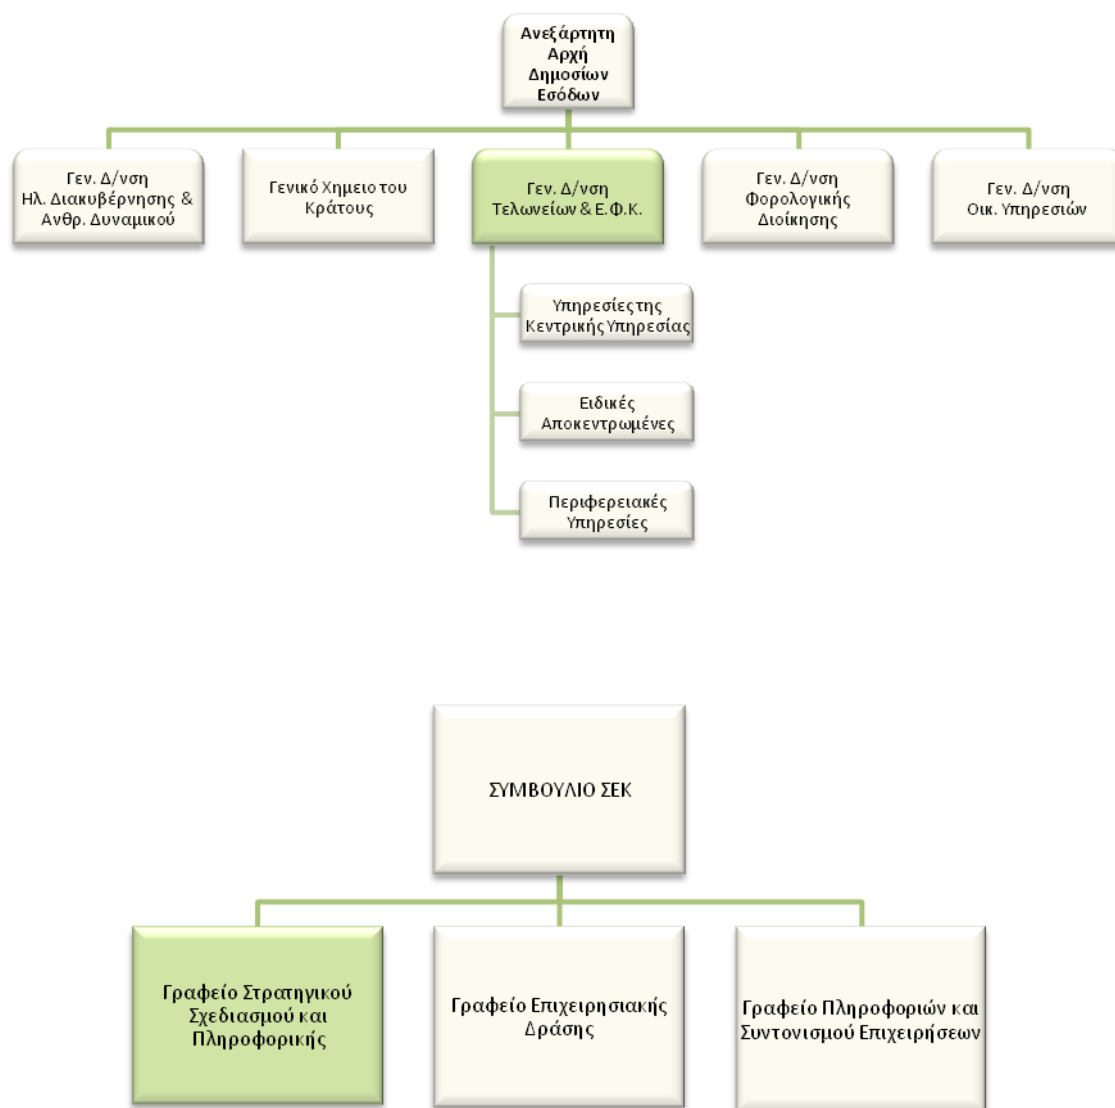 Ανεξάρτητη
Αρχή
Δημοσίων
Εσόδων
Γεν. Δ/νση
Ηλ. Διακυβέρνησης &
Ανθρ. Δυναμικού
Γενικό Χημειο του
Κράτους
Γεν. Δ/νση
Τελωνείων & Ε.Φ.Κ.
Γεν. Δ/νση
Φορολογικής
Διοίκησης
Γεν. Δ/νση
Οικ. Υπηρεσιών
Υπηρεσίες της
Κεντρικής Υπηρεσίας
Ειδικές
Αποκεντρωμένες
Περιφερειακές
Υπηρεσίες
ΣΥΜΒΟΥΛΙΟ ΣΕΚ
Γραφείο Στρατηγικού
Σχεδιασμού και
Πληροφορικής
Γραφείο Επιχειρησιακής
Δράσης
Γραφείο Πληροφοριών και
Συντονισμού Επιχειρήσεων